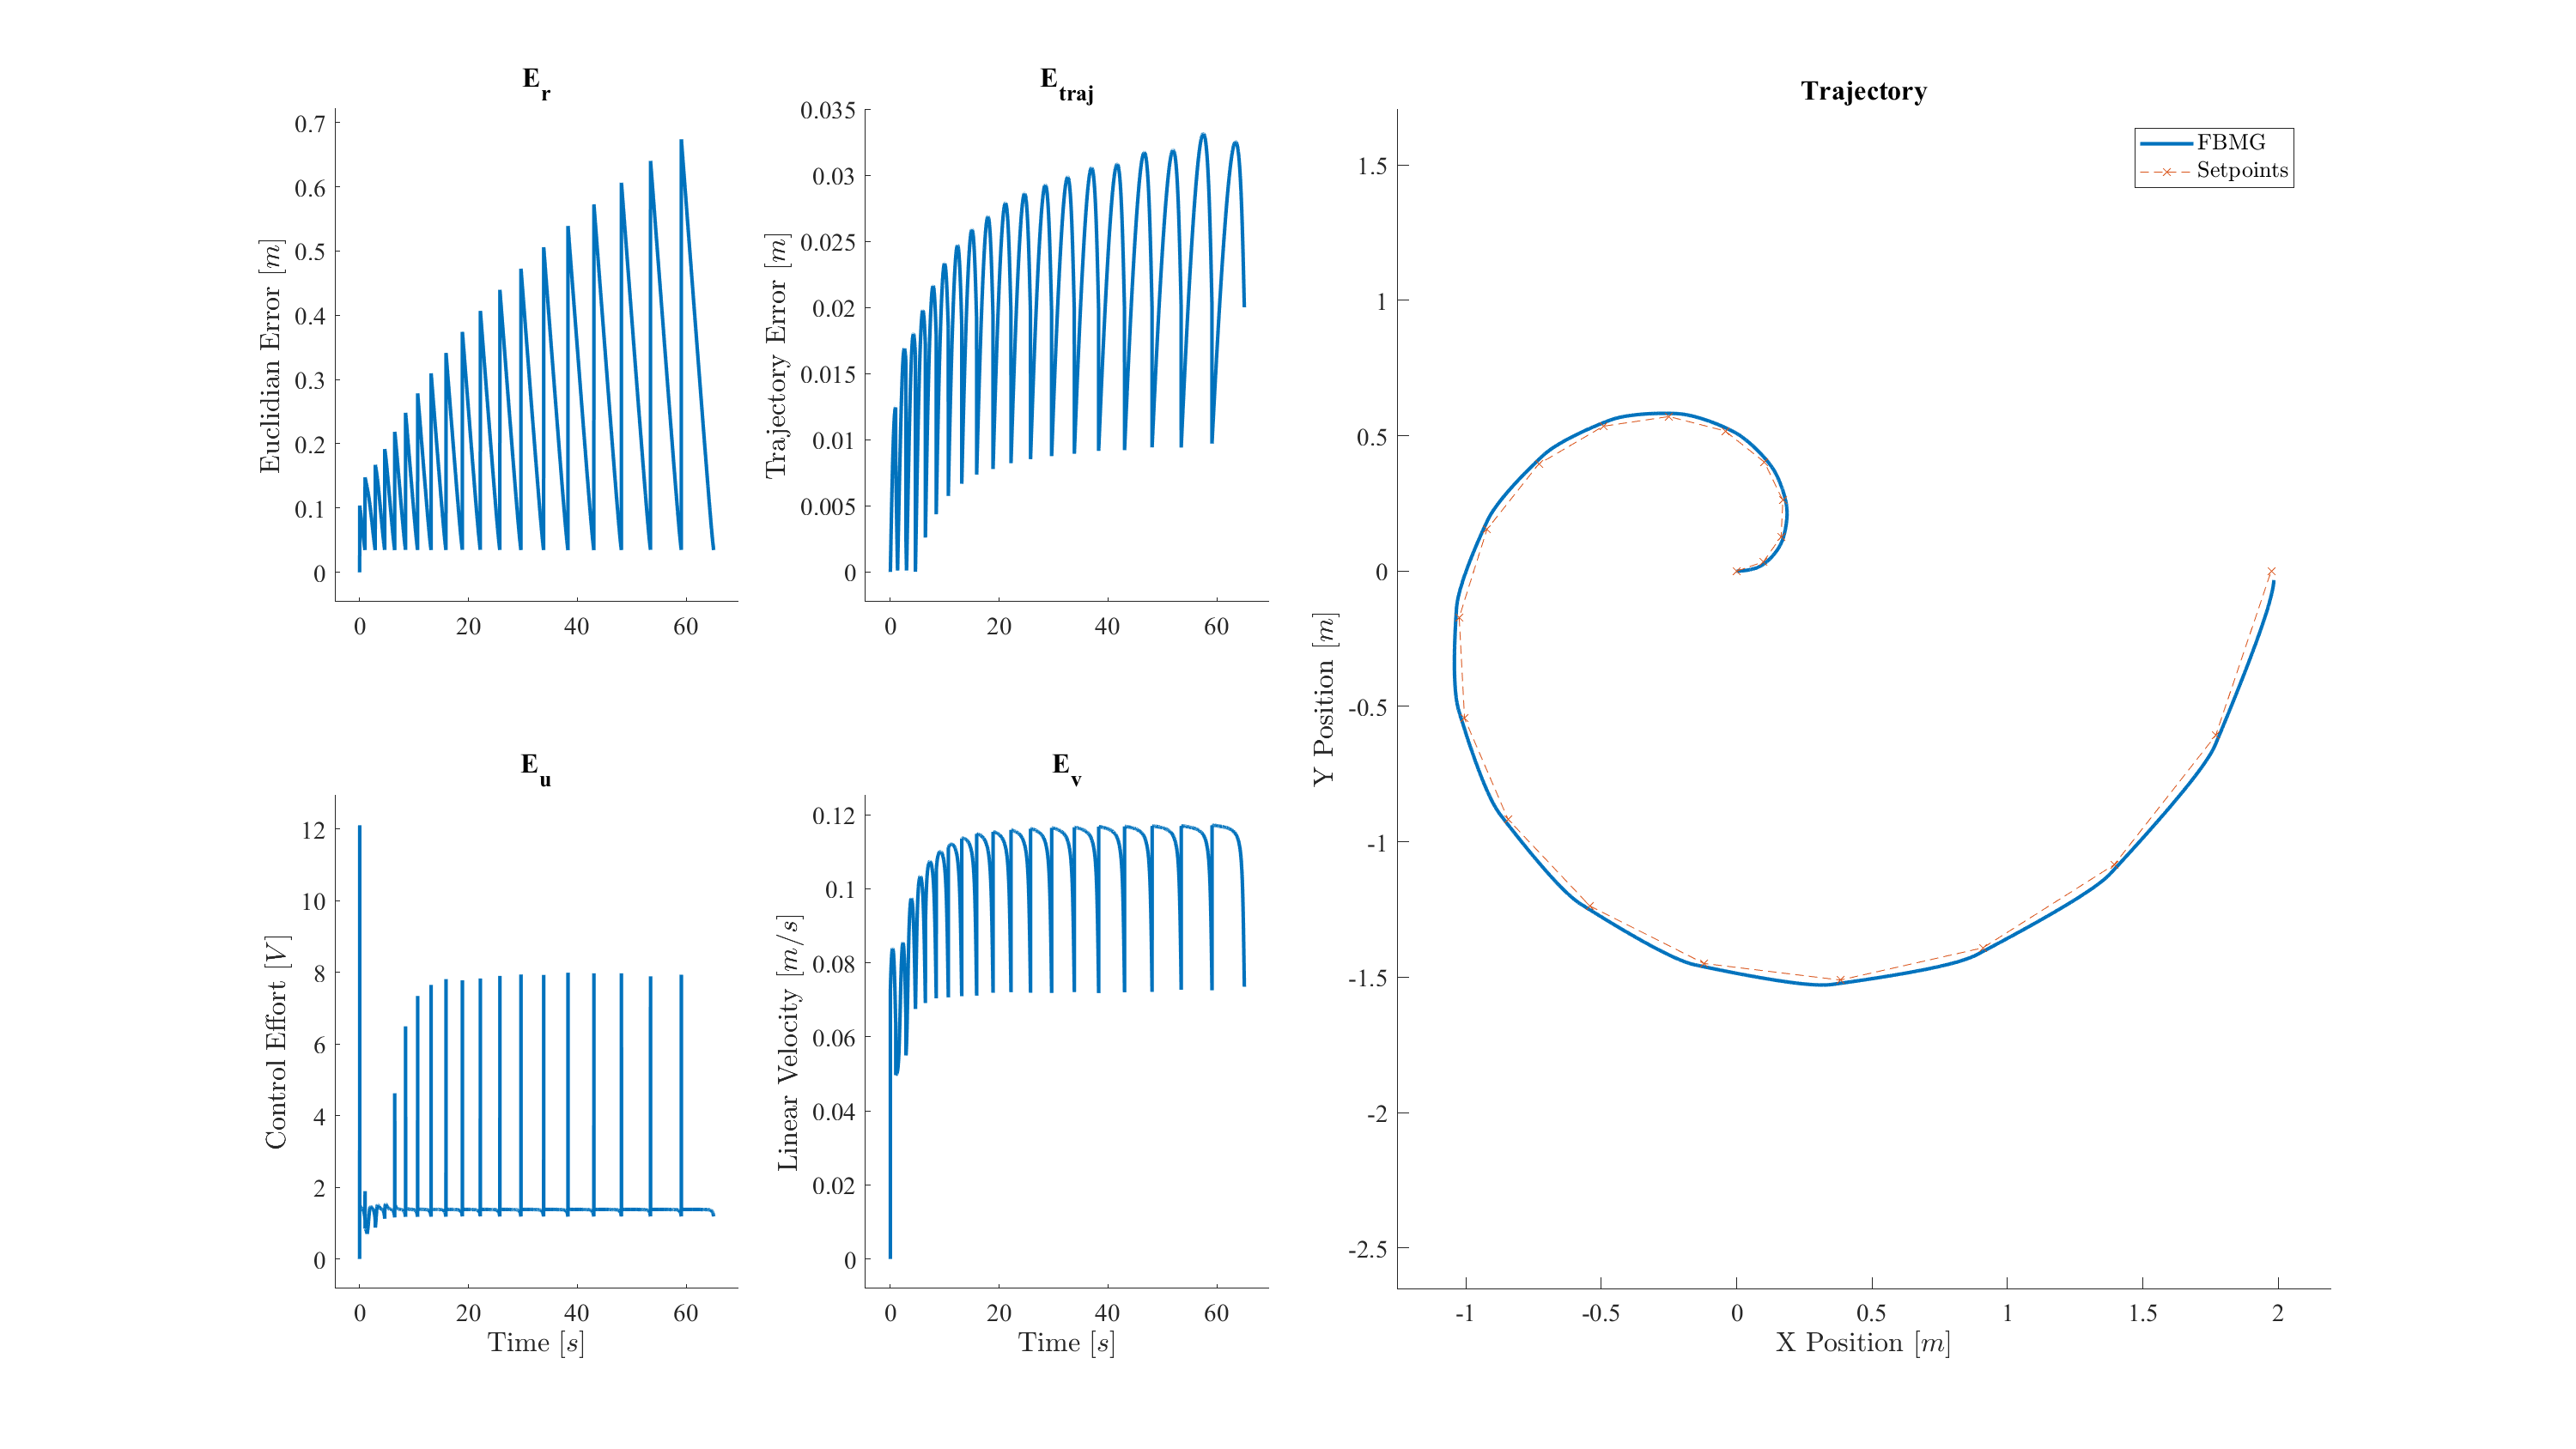 E_r
0.7
0.6
0.5
0.4
0.3
0.2
0.1
0
Euclidian Error [m]
0 20 40 60
E_traj
0.035
0.03
0.025
0.02
0.015
0.01
0.005
0
Trajectory Error [m]
0 20 40 60
E_u
12
10
8
6
4
2
0
Control Effort [V]
0 20 40 60
Time [s]
E_v
0.12
0.1
0.08
0.06
0.04
0.02
0
Linear Velocity [m/s]
0 20 40 60
Time [s]
Trajectory
FBMG
Setpoints
1.5
1
0.5
0
-0.5
-1
-1.5
-2
-2.5
Y Position [m]
-1 -0.5 0 0.5 1 1.5 2
X Position [m]